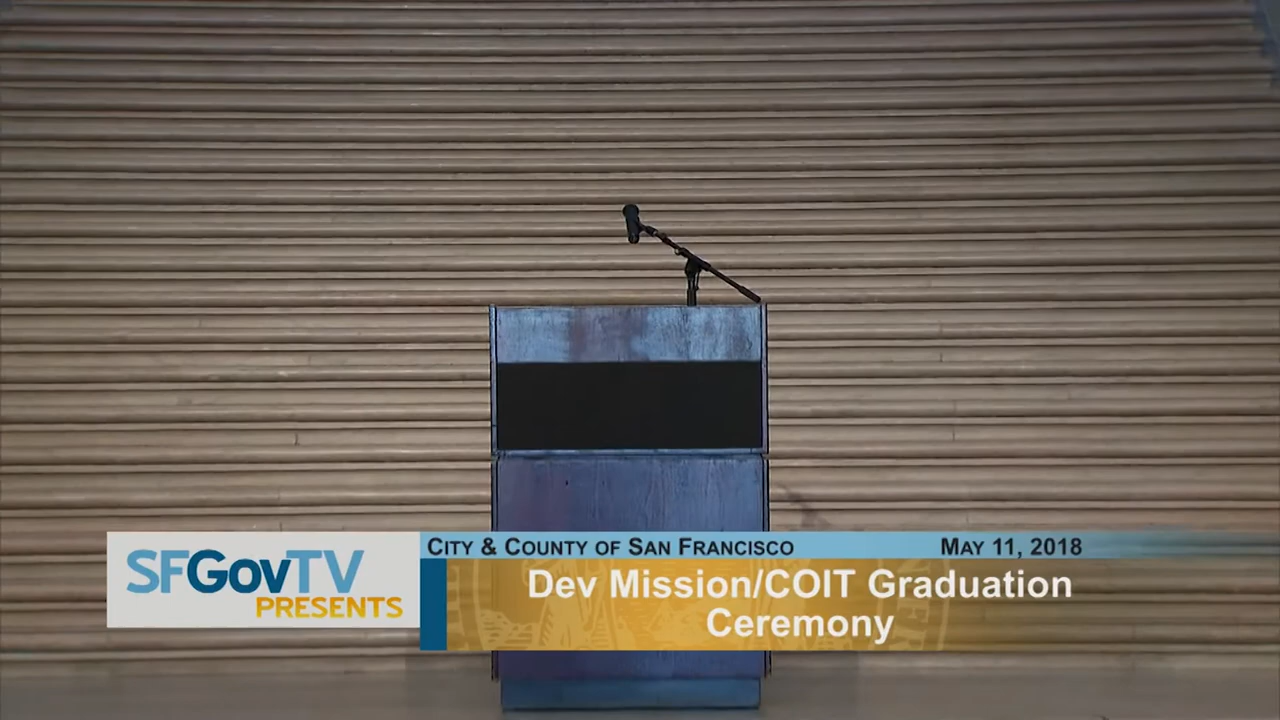 SFGovTV
PRESENTS
City & County of San Francisco
May 11, 2018
Dev Mission/COIT Graduation
Ceremony